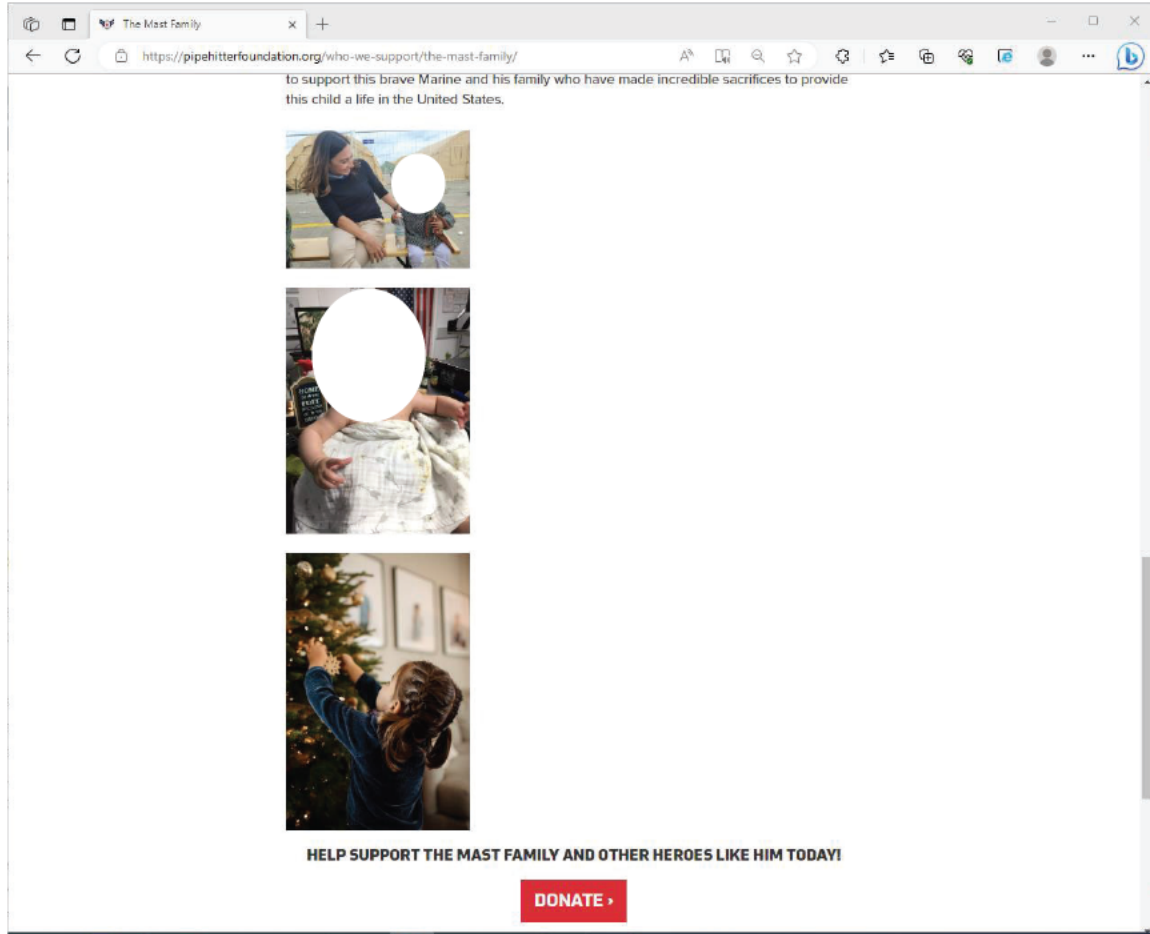 The Mast Family
https://pipehitterfoundation.org/who-we-support/the-mast-family/
to support this brave Marine and his family who have made incredible sacrifices to provide
this child a life in the United States.
HOME
HELP SUPPORT THE MAST FAMILY AND OTHER HEROES LIKE HIM TODAY!
DONATE ›